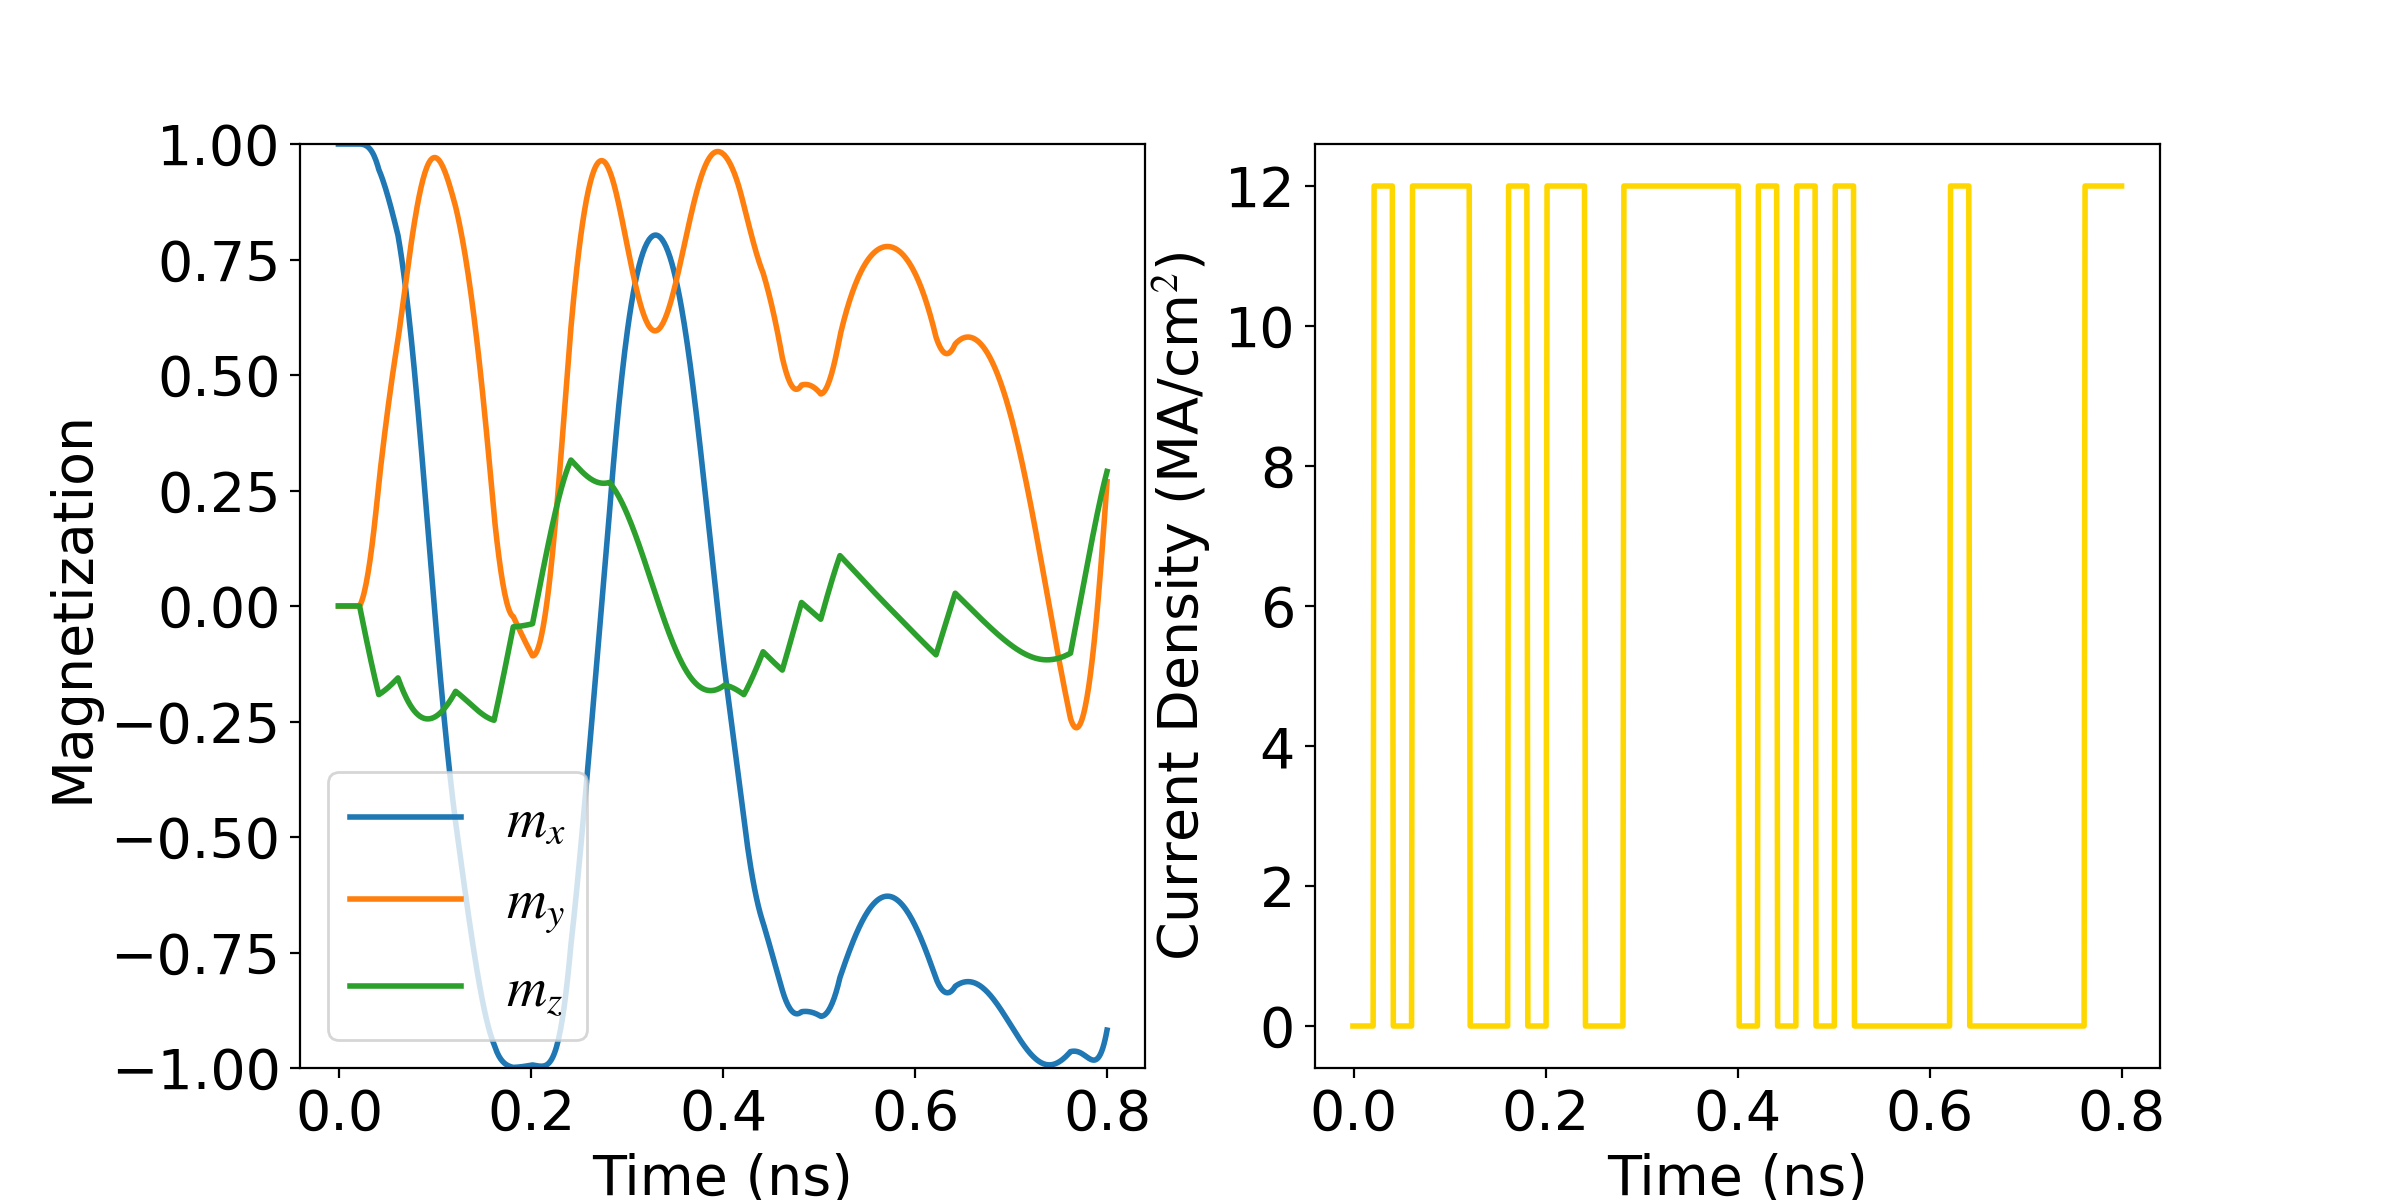 Magnetization
1.00
0.75
0.50
0.25
0.00
−0.25
−0.50
−0.75
−1.00
m_x
m_y
m_z
0.0 0.2 0.4 0.6 0.8
Time (ns)
Current Density (MA/cm²)
12
10
8
6
4
2
0
0.0 0.2 0.4 0.6 0.8
Time (ns)